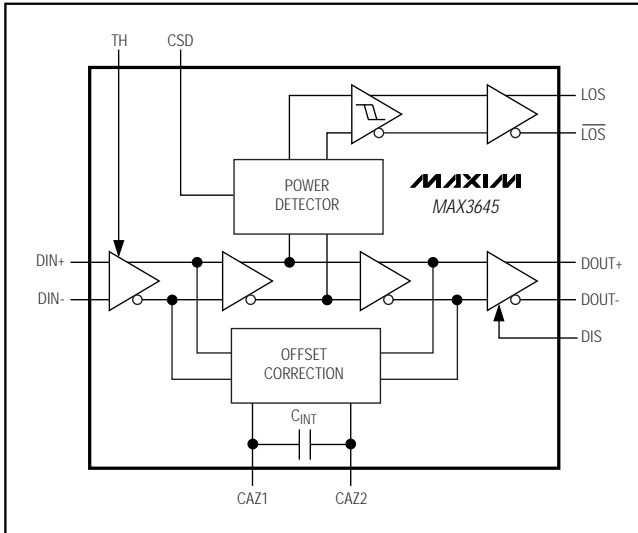 TH CSD
LOS
LOS
POWER
DETECTOR
MAXIM
MAX3645
DIN+
DIN-
DOUT+
DOUT-
DIS
OFFSET
CORRECTION
CINT
CAZ1 CAZ2